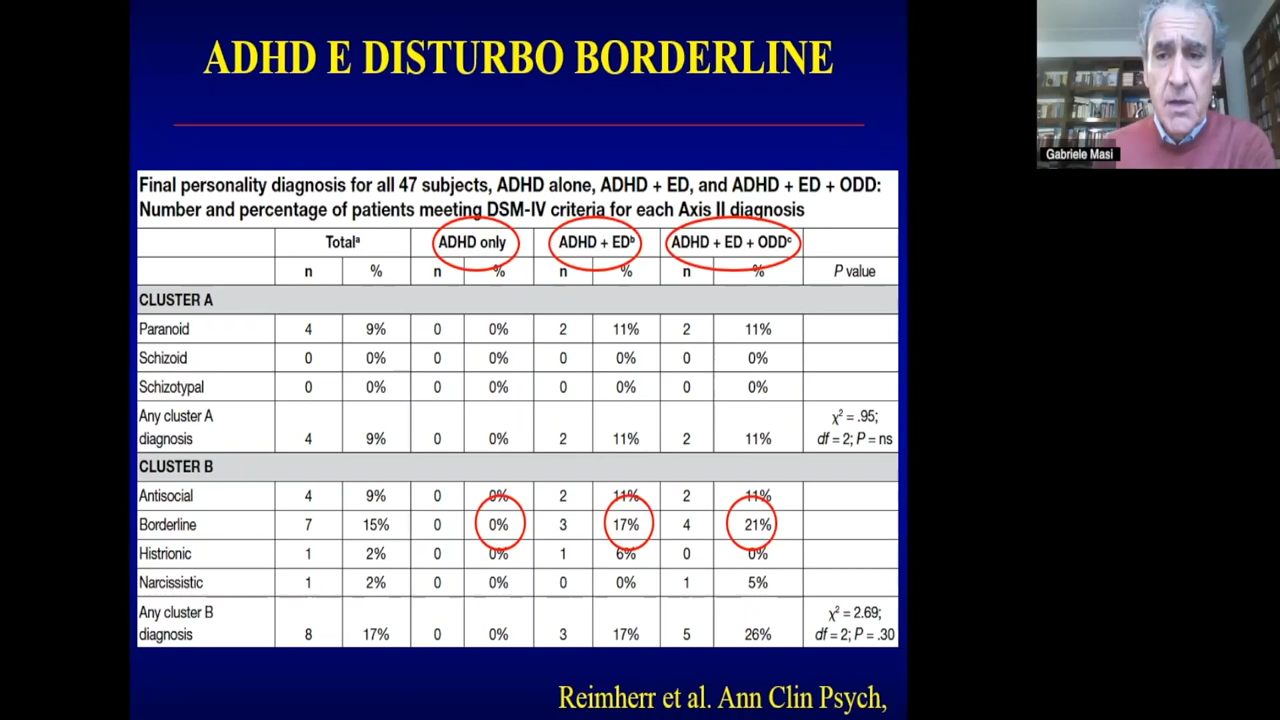 ADHD E DISTURBO BORDERLINE
Gabriele Masi
Final personality diagnosis for all 47 subjects, ADHD alone, ADHD + ED, and ADHD + ED + ODD:
Number and percentage of patients meeting DSM-IV criteria for each Axis II diagnosis
Totalᵃ ADHD only ADHD + EDᵇ ADHD + ED + ODDᶜ
n % n % n % n % P value
CLUSTER A
Paranoid 4 9% 0 0% 2 11% 2 11%
Schizoid 0 0% 0 0% 0 0% 0 0%
Schizotypal 0 0% 0 0% 0 0% 0 0%
Any cluster A χ² = .95;
diagnosis 4 9% 0 0% 2 11% 2 11% df = 2; P = ns
CLUSTER B
Antisocial 4 9% 0 0% 2 11% 2 11%
Borderline 7 15% 0 0% 3 17% 4 21%
Histrionic 1 2% 0 0% 1 6% 0 0%
Narcissistic 1 2% 0 0% 0 0% 1 5%
Any cluster B χ² = 2.69;
diagnosis 8 17% 0 0% 3 17% 5 26% df = 2; P = .30
Reimherr et al. Ann Clin Psych,